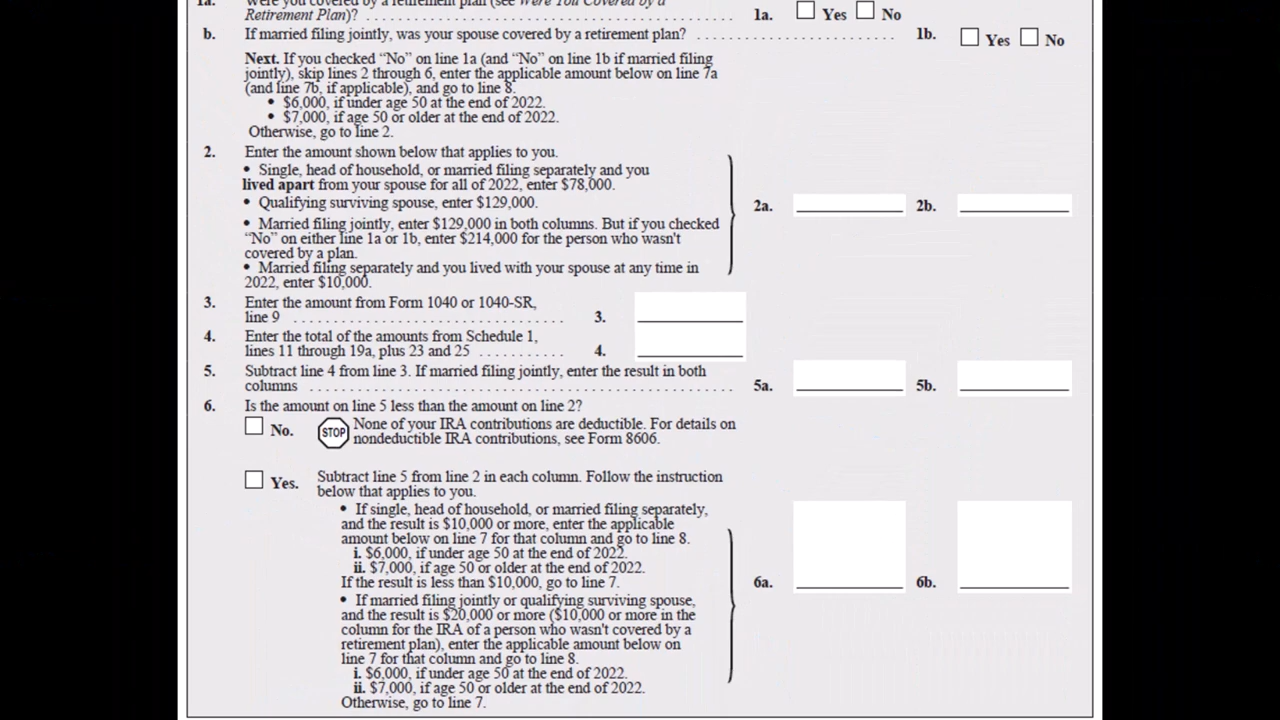 1a. Were you covered by a retirement plan (see Were You Covered by a
Retirement Plan)? 1a. Yes No
b. If married filing jointly, was your spouse covered by a retirement plan? 1b. Yes No
Next. If you checked “No” on line 1a (and “No” on line 1b if married filing
jointly), skip lines 2 through 6, enter the applicable amount below on line 7a
(and line 7b, if applicable), and go to line 8.
• $6,000, if under age 50 at the end of 2022.
• $7,000, if age 50 or older at the end of 2022.
Otherwise, go to line 2.
2. Enter the amount shown below that applies to you.
• Single, head of household, or married filing separately and you
lived apart from your spouse for all of 2022, enter $78,000.
• Qualifying surviving spouse, enter $129,000.
2a. 2b.
• Married filing jointly, enter $129,000 in both columns. But if you checked
“No” on either line 1a or 1b, enter $214,000 for the person who wasn't
covered by a plan.
• Married filing separately and you lived with your spouse at any time in
2022, enter $10,000.
3. Enter the amount from Form 1040 or 1040-SR,
line 9 3.
4. Enter the total of the amounts from Schedule 1,
lines 11 through 19a, plus 23 and 25 4.
5. Subtract line 4 from line 3. If married filing jointly, enter the result in both
columns 5a. 5b.
6. Is the amount on line 5 less than the amount on line 2?
No. STOP None of your IRA contributions are deductible. For details on
nondeductible IRA contributions, see Form 8606.
Yes. Subtract line 5 from line 2 in each column. Follow the instruction
below that applies to you.
• If single, head of household, or married filing separately,
and the result is $10,000 or more, enter the applicable
amount below on line 7 for that column and go to line 8.
i. $6,000, if under age 50 at the end of 2022.
ii. $7,000, if age 50 or older at the end of 2022.
If the result is less than $10,000, go to line 7. 6a. 6b.
• If married filing jointly or qualifying surviving spouse,
and the result is $20,000 or more ($10,000 or more in the
column for the IRA of a person who wasn't covered by a
retirement plan), enter the applicable amount below on
line 7 for that column and go to line 8.
i. $6,000, if under age 50 at the end of 2022.
ii. $7,000, if age 50 or older at the end of 2022.
Otherwise, go to line 7.